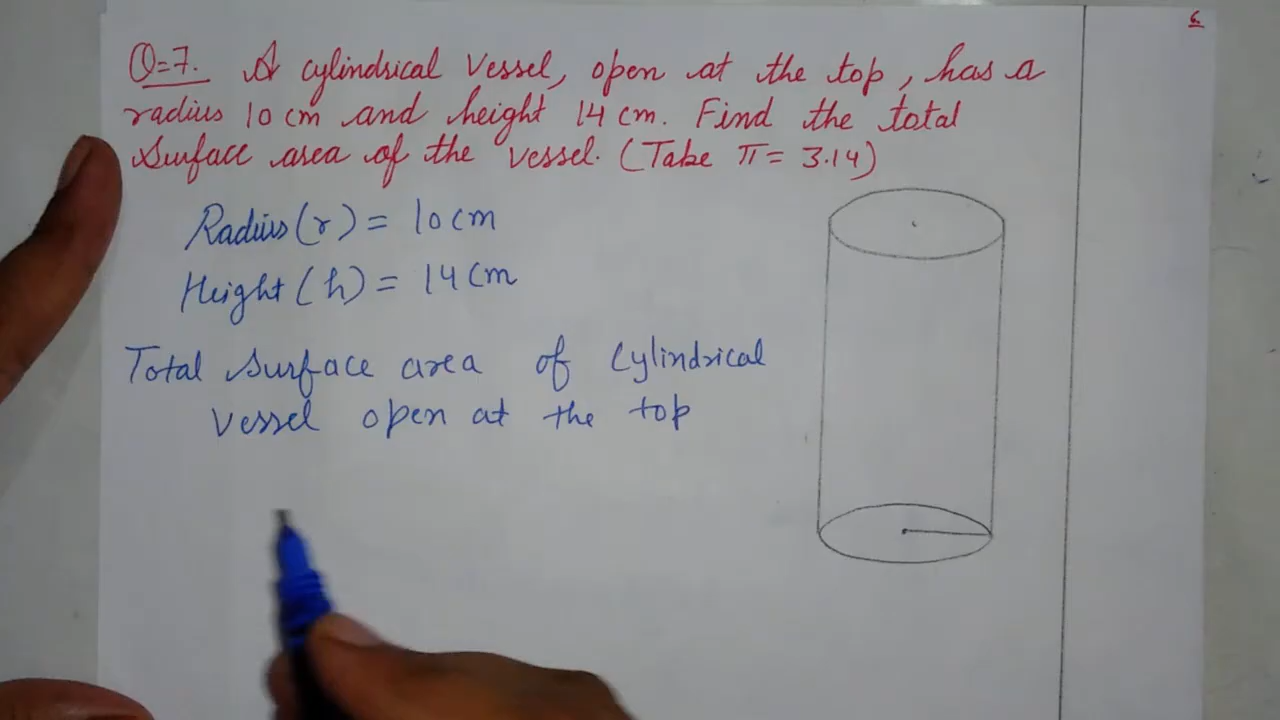 6.
Q=7. A cylindrical vessel, open at the top, has a
radius 10 cm and height 14 cm. Find the total
surface area of the vessel. (Take π = 3.14)
Radius (r) = 10 cm
Height (h) = 14 cm
Total surface area of cylindrical
vessel open at the top